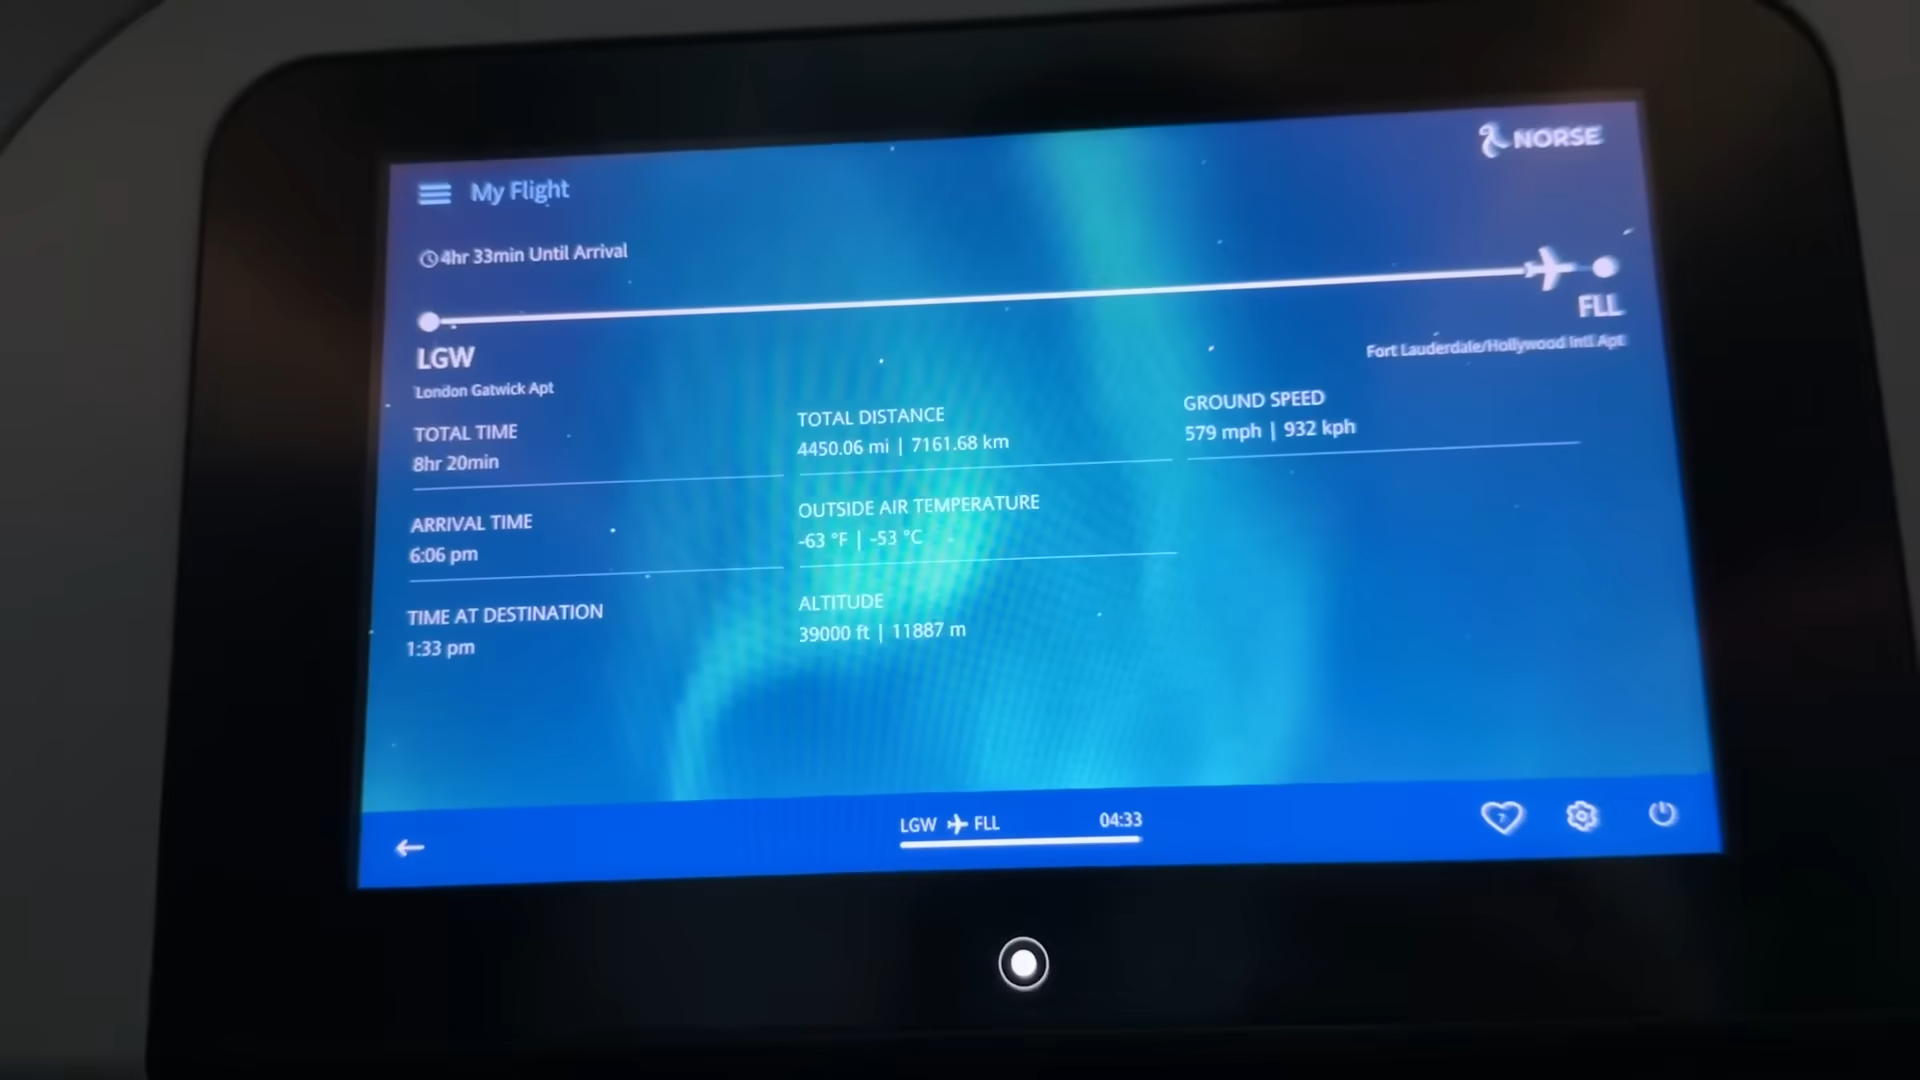 NORSE
My Flight
4hr 33min Until Arrival
LGW
London Gatwick Apt
FLL
Fort Lauderdale/Hollywood Intl Apt
TOTAL TIME
8hr 20min
TOTAL DISTANCE
4450.06 mi | 7161.68 km
GROUND SPEED
579 mph | 932 kph
ARRIVAL TIME
6:06 pm
OUTSIDE AIR TEMPERATURE
-63 °F | -53 °C
TIME AT DESTINATION
1:33 pm
ALTITUDE
39000 ft | 11887 m
LGW FLL 04:33